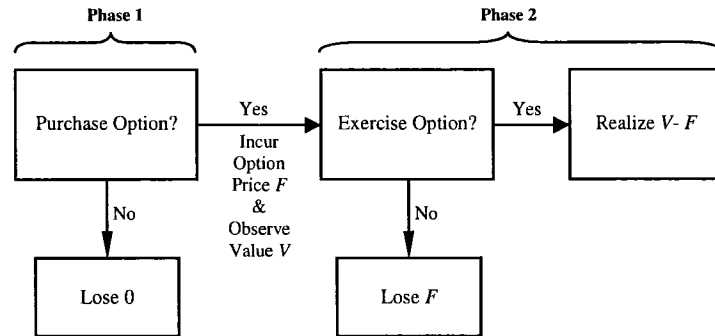 Phase 1
Phase 2
Purchase Option?
Yes
Incur
Option
Price F
&
Observe
Value V
Exercise Option?
Yes
Realize V- F
No
No
Lose 0
Lose F